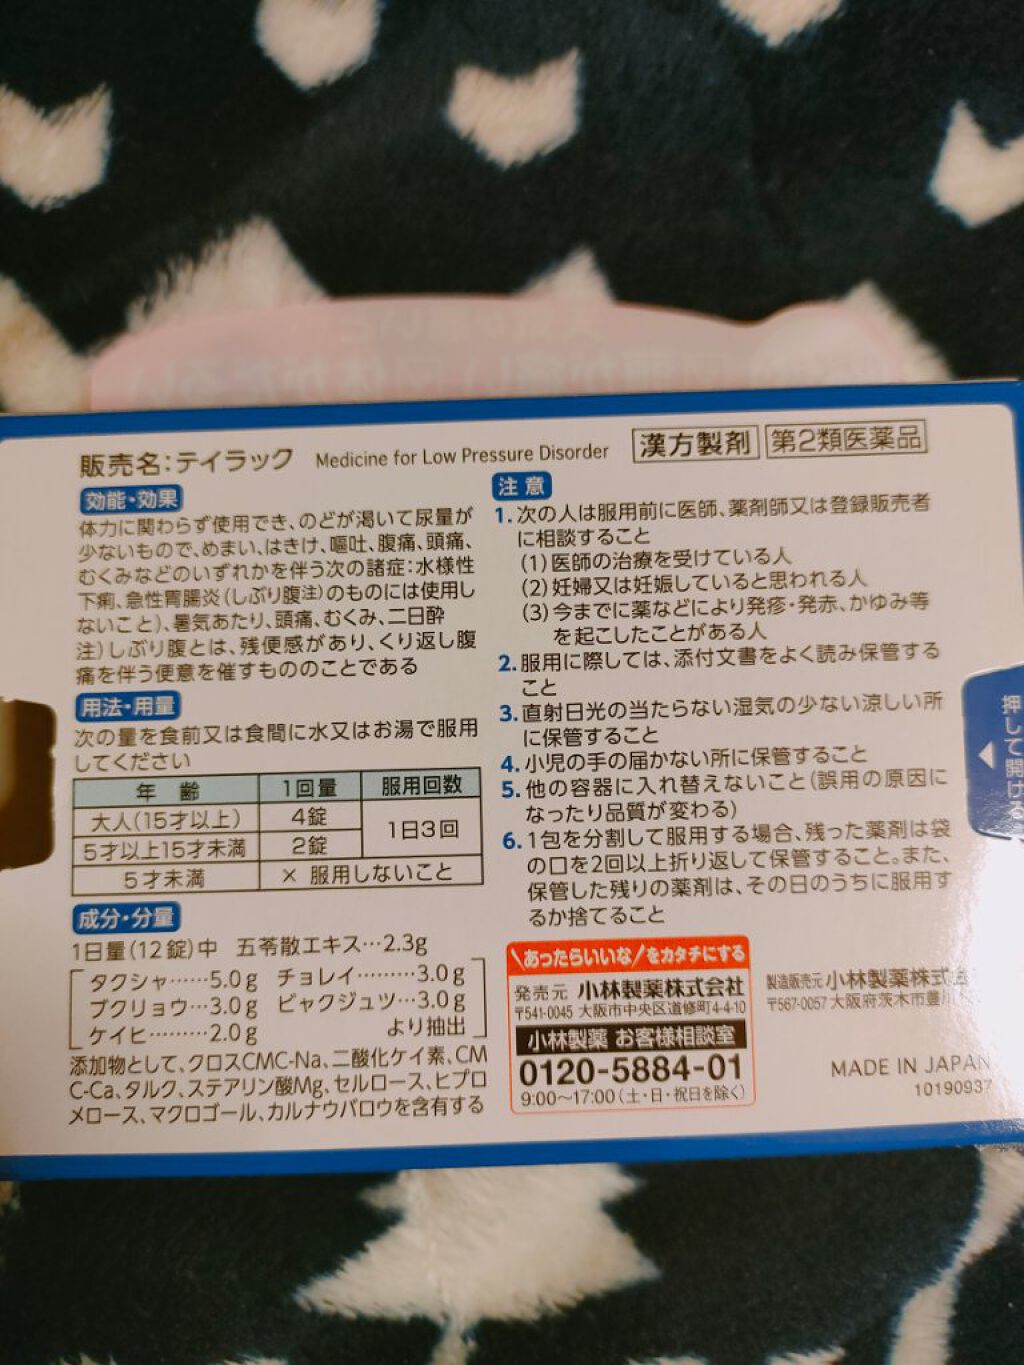 販売名：テイラック Medicine for Low Pressure Disorder 漢方製剤 第2類医薬品
効能・効果
体力に関わらず使用でき、のどが渇いて尿量が
少ないもので、めまい、はきけ、嘔吐、腹痛、頭痛、
むくみなどのいずれかを伴う次の諸症：水様性
下痢、急性胃腸炎（しぶり腹注）のものには使用し
ないこと）、暑気あたり、頭痛、むくみ、二日酔
注）しぶり腹とは、残便感があり、くり返し腹
痛を伴う便意を催すもののことである
用法・用量
次の量を食前又は食間に水又はお湯で服用
してください
年 齢 1回量 服用回数
大人（15才以上） 4錠 1日3回
5才以上15才未満 2錠
5才未満 × 服用しないこと
成分・分量
1日量（12錠）中 五苓散エキス…2.3g
タクシャ……5.0g チョレイ………3.0g
ブクリョウ…3.0g ビャクジュツ…3.0g
ケイヒ………2.0g より抽出
添加物として、クロスCMC-Na、二酸化ケイ素、CM
C-Ca、タルク、ステアリン酸Mg、セルロース、ヒプロ
メロース、マクロゴール、カルナウバロウを含有する
注意
1. 次の人は服用前に医師、薬剤師又は登録販売者
に相談すること
（1）医師の治療を受けている人
（2）妊婦又は妊娠していると思われる人
（3）今までに薬などにより発疹・発赤、かゆみ等
を起こしたことがある人
2. 服用に際しては、添付文書をよく読み保管する
こと
3. 直射日光の当たらない湿気の少ない涼しい所
に保管すること
4. 小児の手の届かない所に保管すること
5. 他の容器に入れ替えないこと（誤用の原因に
なったり品質が変わる）
6. 1包を分割して服用する場合、残った薬剤は袋
の口を2回以上折り返して保管すること。また、
保管した残りの薬剤は、その日のうちに服用す
るか捨てること
あったらいいな をカタチにする
発売元 小林製薬株式会社
〒541-0045 大阪市中央区道修町4-4-10
小林製薬 お客様相談室
0120-5884-01
9:00～17:00（土・日・祝日を除く）
製造販売元 小林製薬株式会
〒567-0057 大阪府茨木市豊川
MADE IN JAPAN
10190937
押して開ける